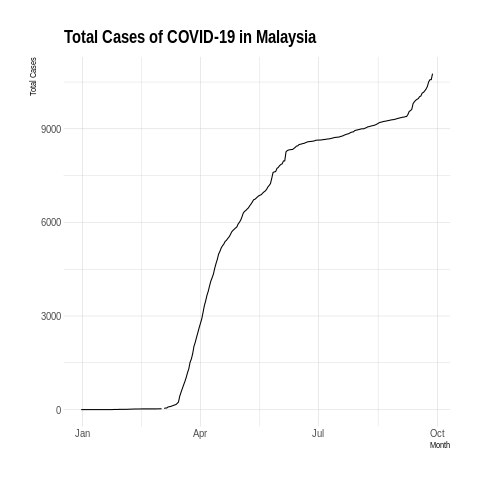 Total Cases of COVID-19 in Malaysia
Total Cases
9000
6000
3000
0
Jan
Apr
Jul
Oct
Month